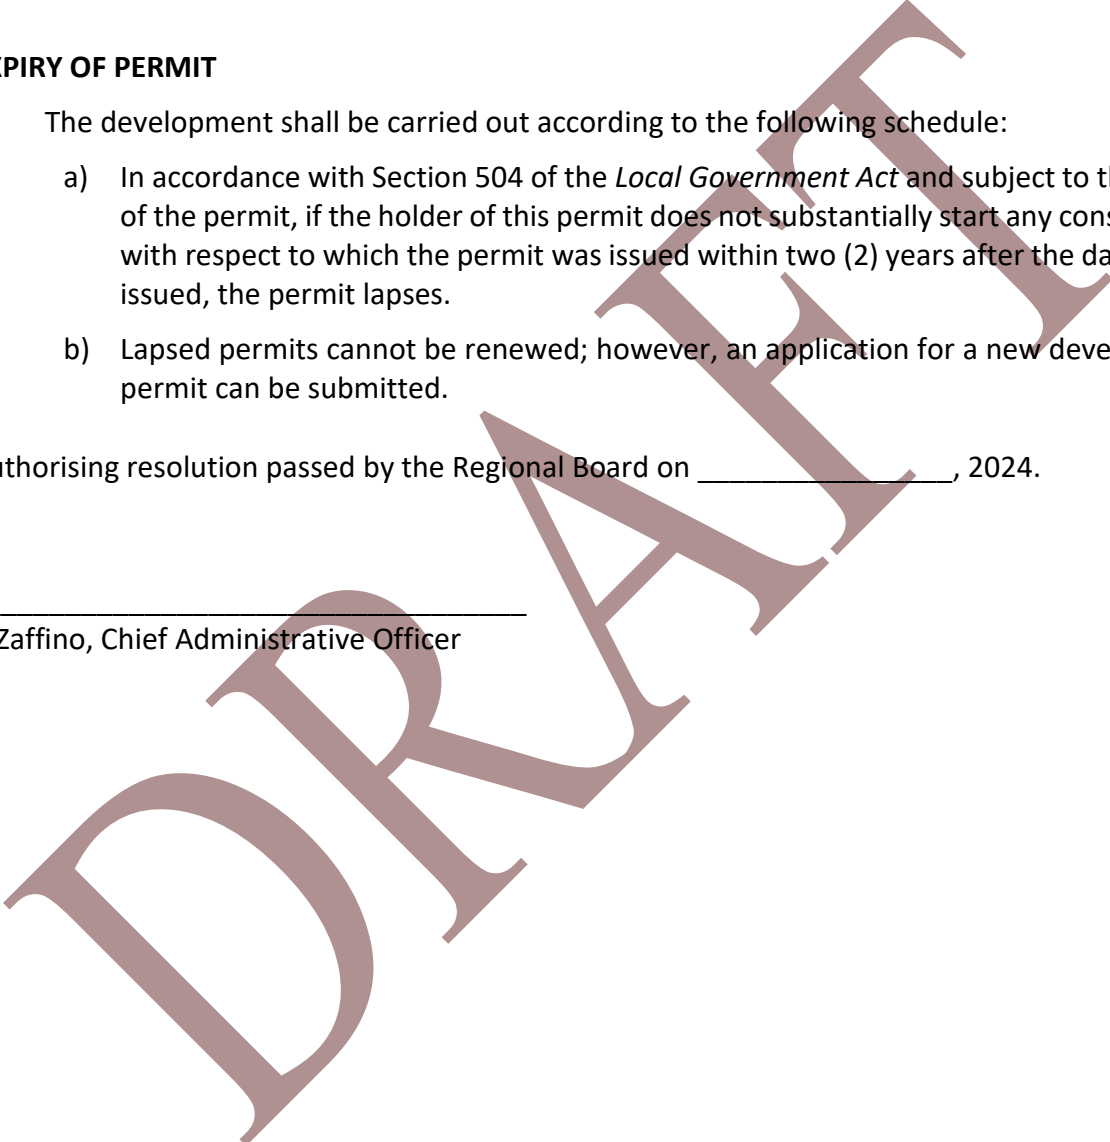 XPIRY OF PERMIT
The development shall be carried out according to the following schedule:
a) In accordance with Section 504 of the Local Government Act and subject to th
of the permit, if the holder of this permit does not substantially start any cons
with respect to which the permit was issued within two (2) years after the da
issued, the permit lapses.
b) Lapsed permits cannot be renewed; however, an application for a new deve
permit can be submitted.
uthorising resolution passed by the Regional Board on ________________, 2024.
Zaffino, Chief Administrative Officer
DRAFT